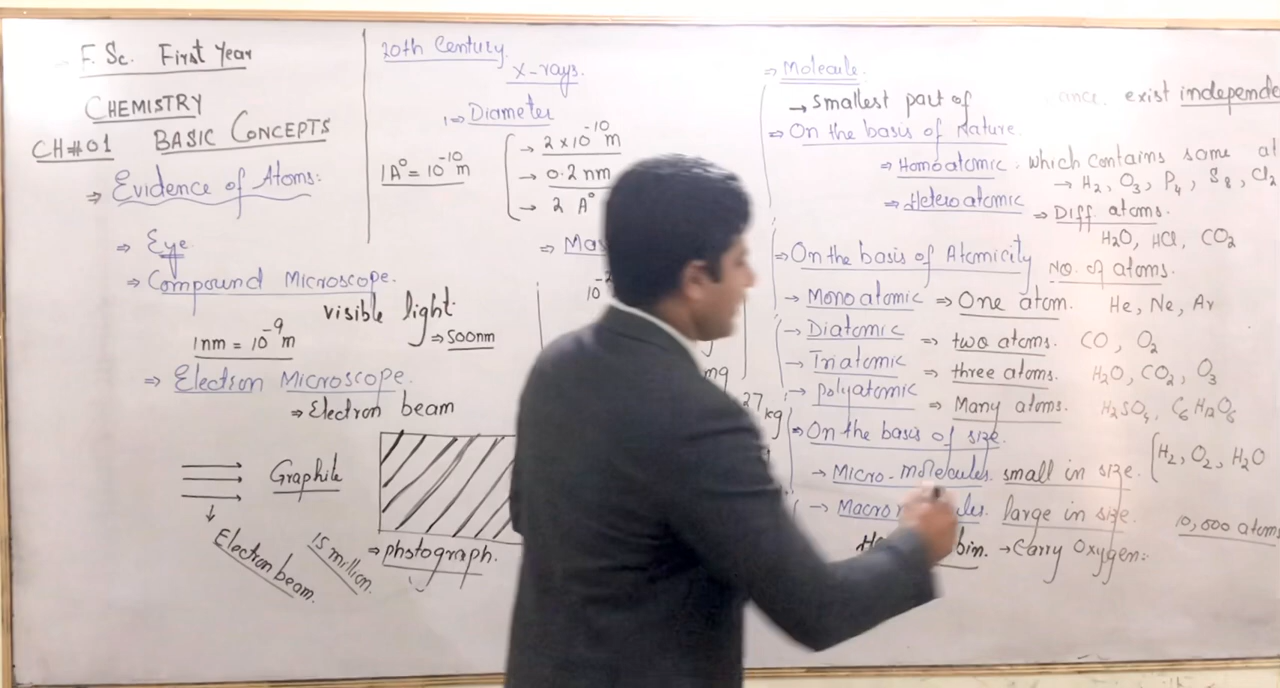 F. Sc. First Year
CHEMISTRY
CH#01 BASIC CONCEPTS
⇒ Evidence of Atoms:
⇒ Eye
⇒ Compound Microscope.
visible light.
⇒ 500nm
1nm = 10⁻⁹ m
⇒ Electron Microscope.
⇒ Electron beam
Graphite
Electron beam.
15 million.
⇒ photograph.
20th Century.
X-rays.
⇒ Diameter
→ 2x10⁻¹⁰ m
1A° = 10⁻¹⁰ m
→ 0.2 nm
→ 2 A°
⇒
10
mg
27 kg
⇒ Molecule.
→ Smallest part of exist
⇒ On the basis of Nature.
⇒ Homoatomic. which contains same
→ H₂, O₃, P₄, S₈, Cl₂
⇒ Heteroatomic ⇒ Diff. atoms.
H₂O, HCl, CO₂
⇒ On the basis of Atomicity No. of atoms.
→ Monoatomic ⇒ One atom. He, Ne, Ar
→ Diatomic ⇒ two atoms. CO, O₂
→ Triatomic ⇒ three atoms. H₂O, CO₂, O₃
→ polyatomic ⇒ Many atoms. H₂SO₄, C₆H₁₂O₆
⇒ On the basis of size.
→ Micro-molecules. small in size. H₂, O₂, H₂O
→ Macro large in size. 10,000 atoms
→ Carry Oxygen: